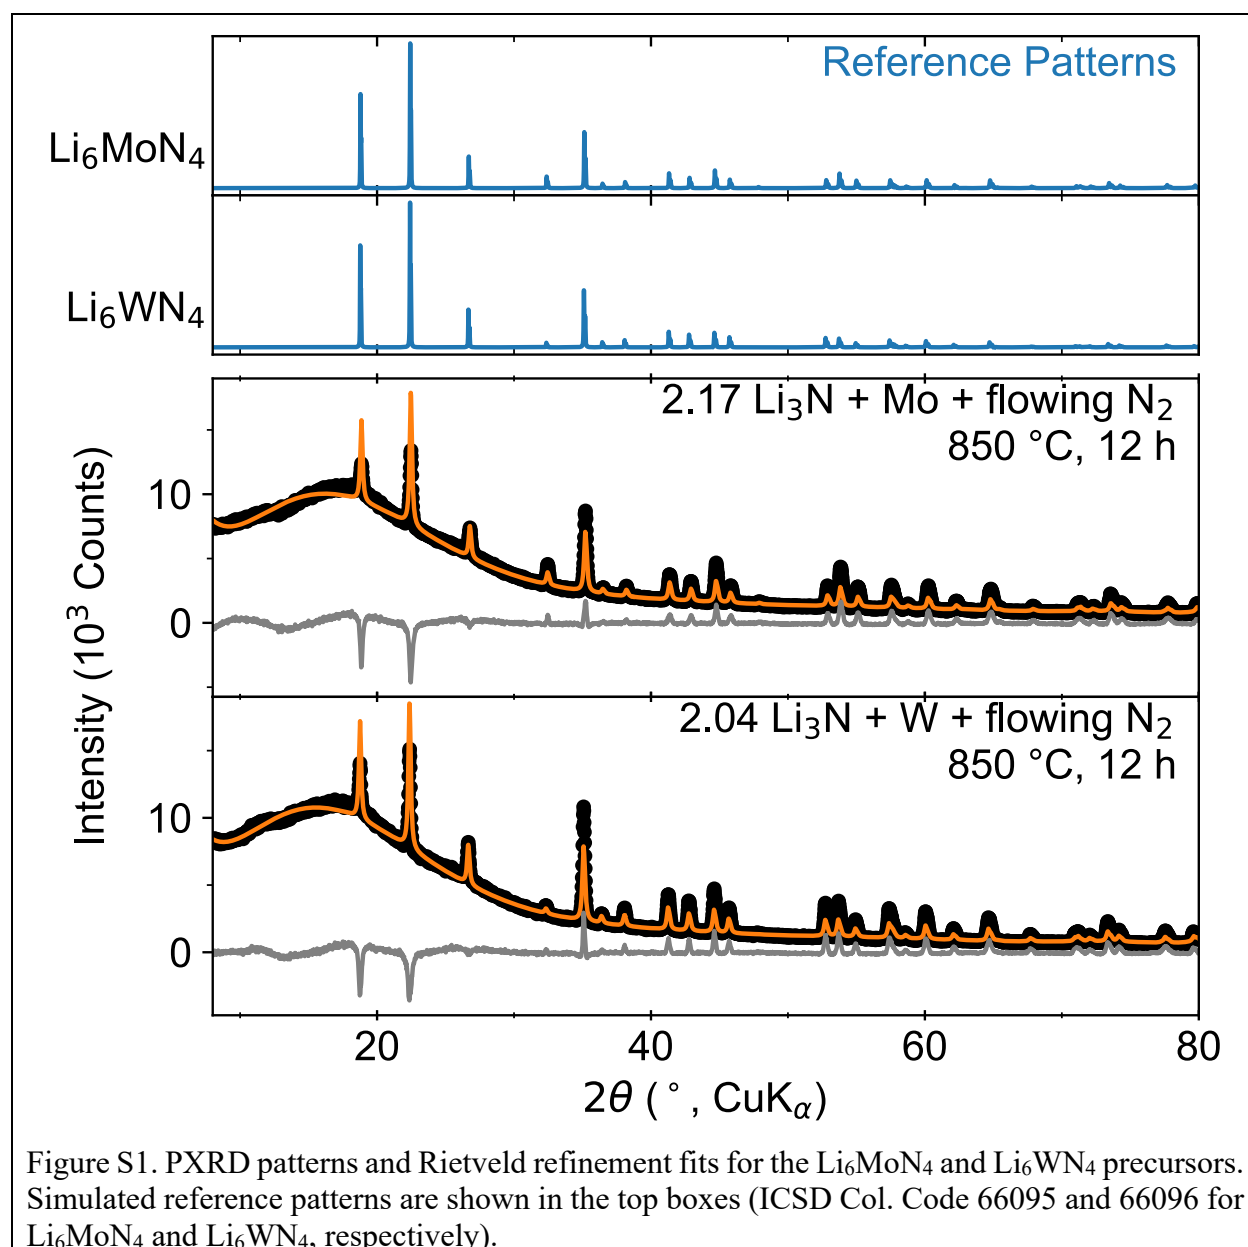 Reference Patterns
Li₆MoN₄
Li₆WN₄
2.17 Li₃N + Mo + flowing N₂
850 °C, 12 h
10
0
2.04 Li₃N + W + flowing N₂
850 °C, 12 h
10
0
Intensity (10³ Counts)
20 40 60 80
2θ (°, CuKα)
Figure S1. PXRD patterns and Rietveld refinement fits for the Li₆MoN₄ and Li₆WN₄ precursors.
Simulated reference patterns are shown in the top boxes (ICSD Col. Code 66095 and 66096 for
Li₆MoN₄ and Li₆WN₄, respectively).